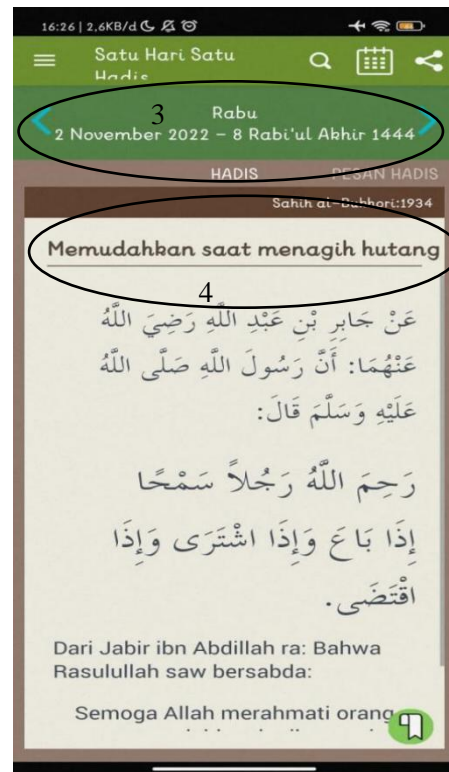 16:26 | 2,6KB/d
Satu Hari Satu
Hadis
3
Rabu
2 November 2022 – 8 Rabi'ul Akhir 1444
HADIS PESAN HADIS
Sahih al-Bukhori:1934
Memudahkan saat menagih hutang
4
عَنْ جَابِرِ بْنِ عَبْدِ اللَّهِ رَضِيَ اللَّهُ
عَنْهُمَا: أَنَّ رَسُولَ اللَّهِ صَلَّى اللَّهُ
عَلَيْهِ وَسَلَّمَ قَالَ:
رَحِمَ اللَّهُ رَجُلاً سَمْحًا
إِذَا بَاعَ وَإِذَا اشْتَرَى وَإِذَا
اقْتَضَى.
Dari Jabir ibn Abdillah ra: Bahwa
Rasulullah saw bersabda:
Semoga Allah merahmati orang